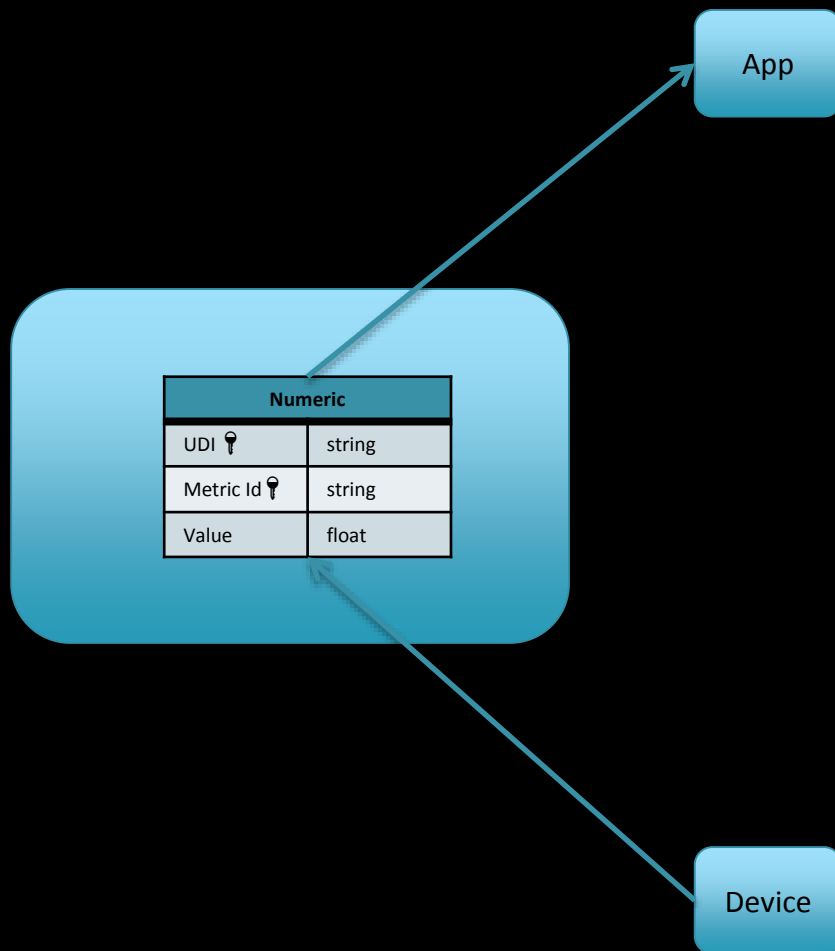 App
Numeric
UDI string
Metric Id string
Value float
Device